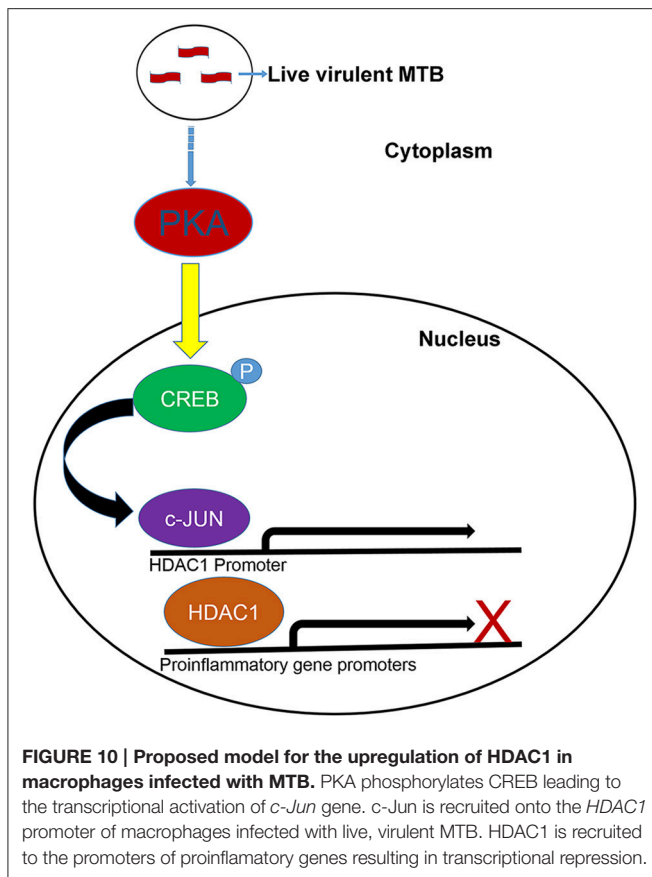 Live virulent MTB
Cytoplasm
PKA
Nucleus
P
CREB
c-JUN
HDAC1 Promoter
HDAC1
X
Proinflammatory gene promoters
FIGURE 10 | Proposed model for the upregulation of HDAC1 in
macrophages infected with MTB. PKA phosphorylates CREB leading to
the transcriptional activation of c-Jun gene. c-Jun is recruited onto the HDAC1
promoter of macrophages infected with live, virulent MTB. HDAC1 is recruited
to the promoters of proinflamatory genes resulting in transcriptional repression.